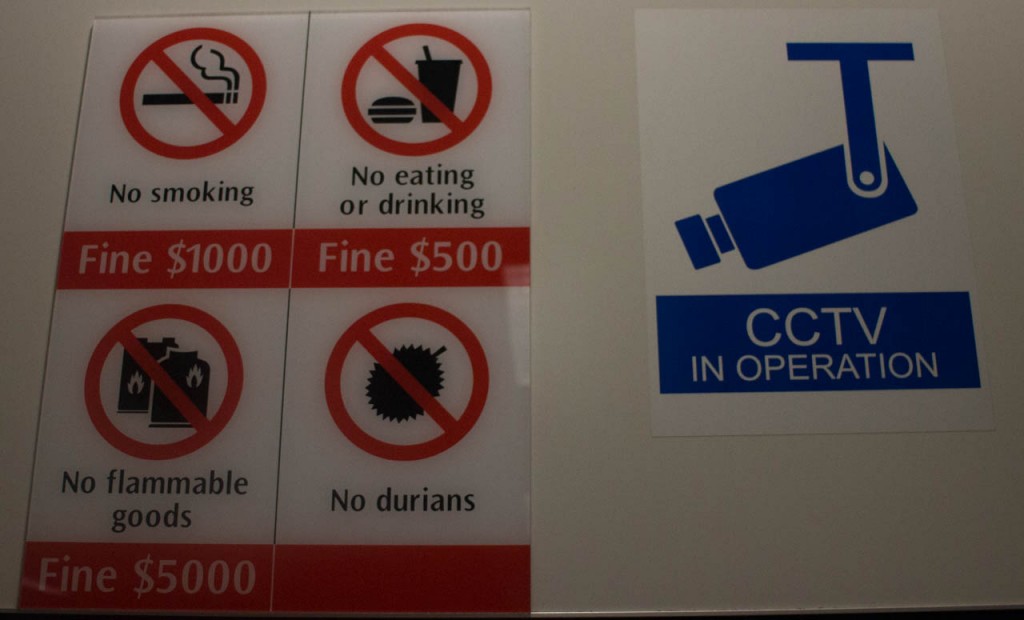 No smoking
Fine $1000
No eating
or drinking
Fine $500
No flammable
goods
Fine $5000
No durians
CCTV
IN OPERATION